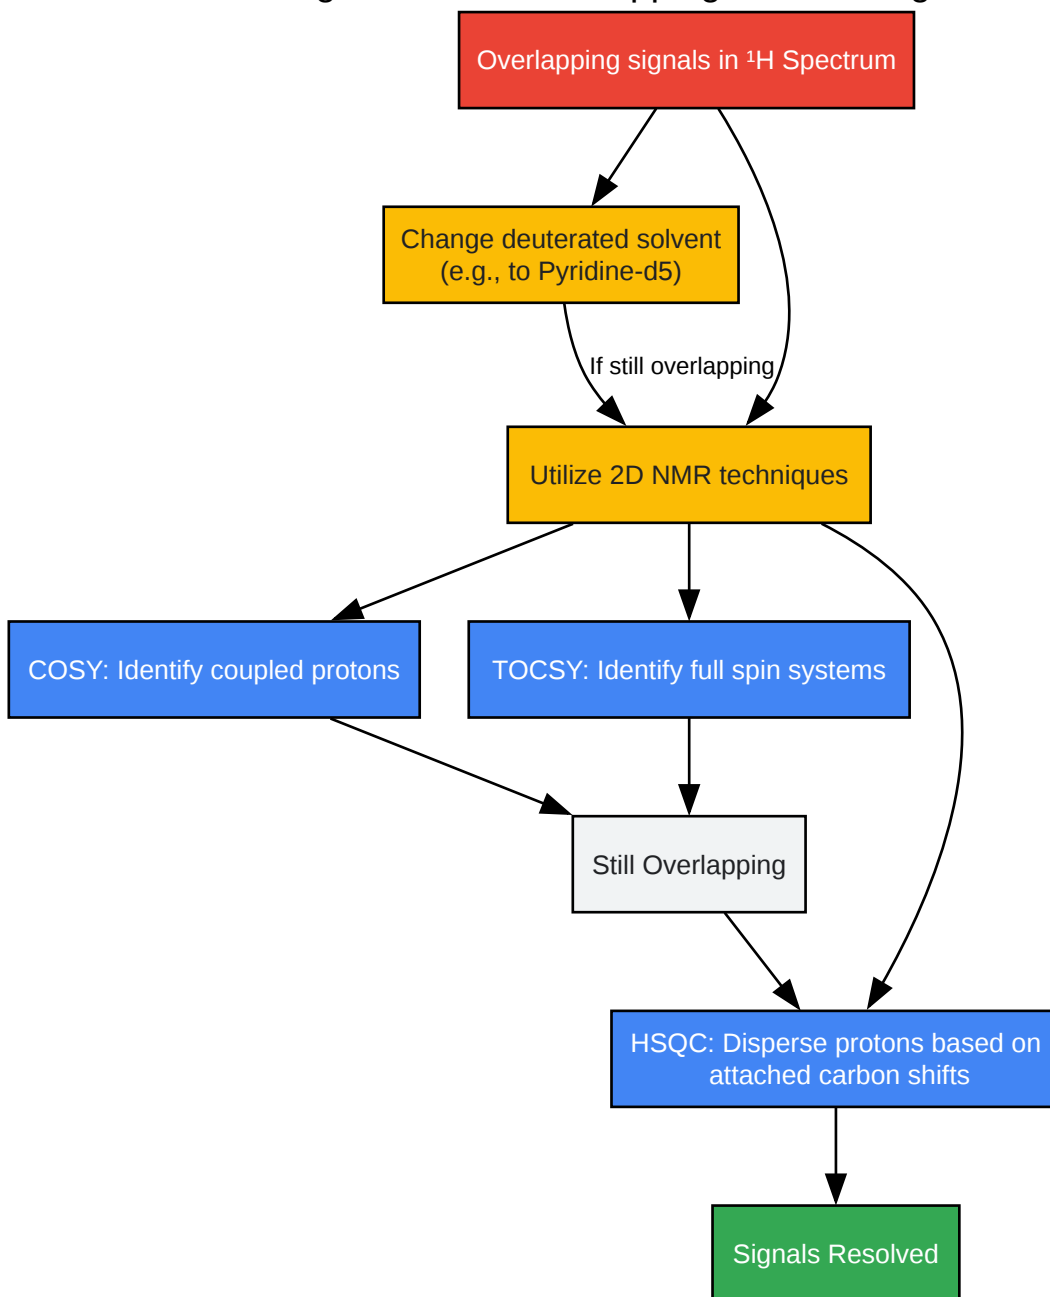 Overlapping signals in ¹H Spectrum
Change deuterated solvent
(e.g., to Pyridine-d5)
If still overlapping
Utilize 2D NMR techniques
COSY: Identify coupled protons
TOCSY: Identify full spin systems
Still Overlapping
HSQC: Disperse protons based on
attached carbon shifts
Signals Resolved